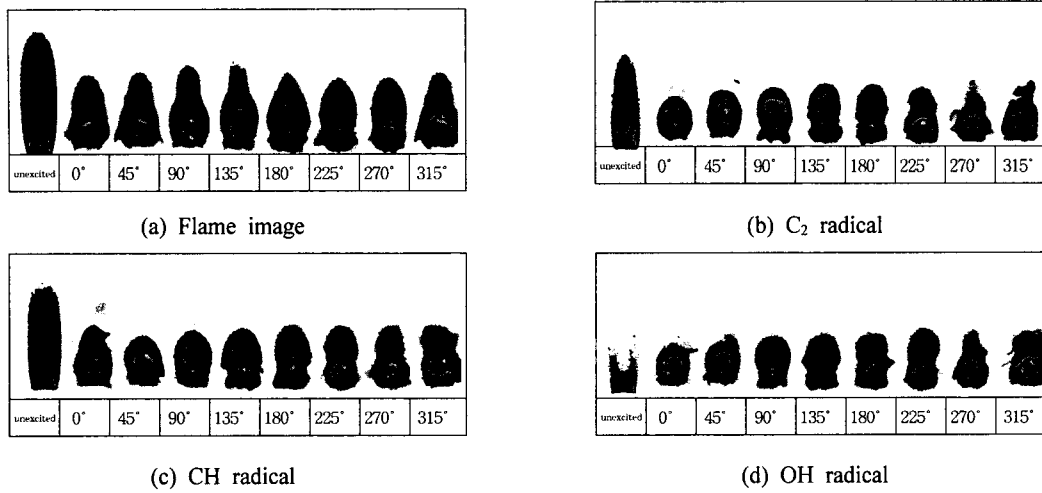 unexcited 0° 45° 90° 135° 180° 225° 270° 315°
(a) Flame image
unexcited 0° 45° 90° 135° 180° 225° 270° 315°
(b) C₂ radical
unexcited 0° 45° 90° 135° 180° 225° 270° 315°
(c) CH radical
unexcited 0° 45° 90° 135° 180° 225° 270° 315°
(d) OH radical